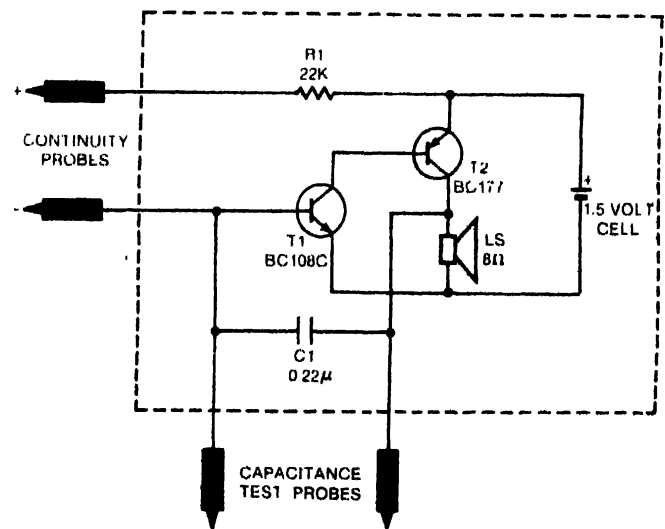 R1
22K
+
CONTINUITY
PROBES
-
T2
BC177
+
1.5 VOLT
CELL
T1
BC108C
LS
8Ω
C1
0.22µ
CAPACITANCE
TEST PROBES